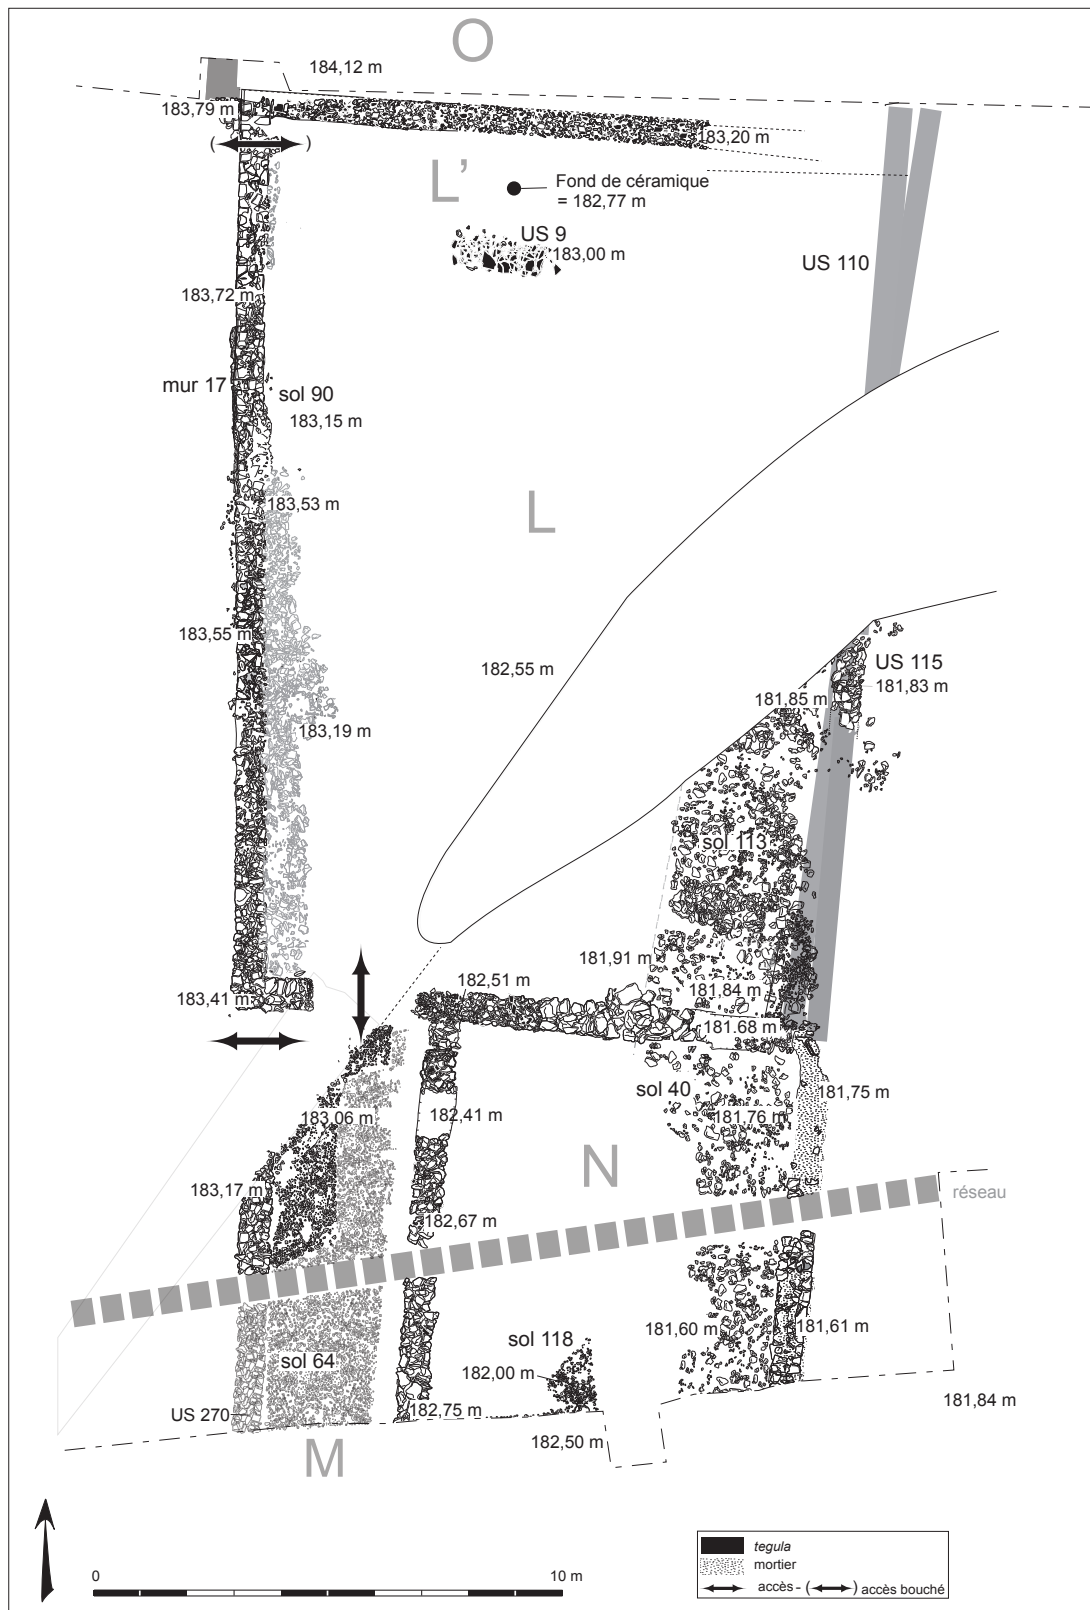 O
184,12 m
183,79 m
183,20 m
(
)
L’
Fond de céramique
= 182,77 m
US 9
183,00 m
US 110
183,72 m
mur 17
sol 90
183,15 m
L
183,53 m
183,55 m
182,55 m
US 115
181,83 m
181,85 m
183,19 m
sol 113
181,91 m
182,51 m
181,84 m
183,41 m
181.68 m
sol 40
181,75 m
183,06 m
182,41 m
181,76 m
N
183,17 m
réseau
182,67 m
sol 118
181,60 m
181,61 m
sol 64
182,00 m
181,84 m
US 270
182,75 m
182,50 m
M
tegula
mortier
accès - ( ) accès bouché
0
10 m